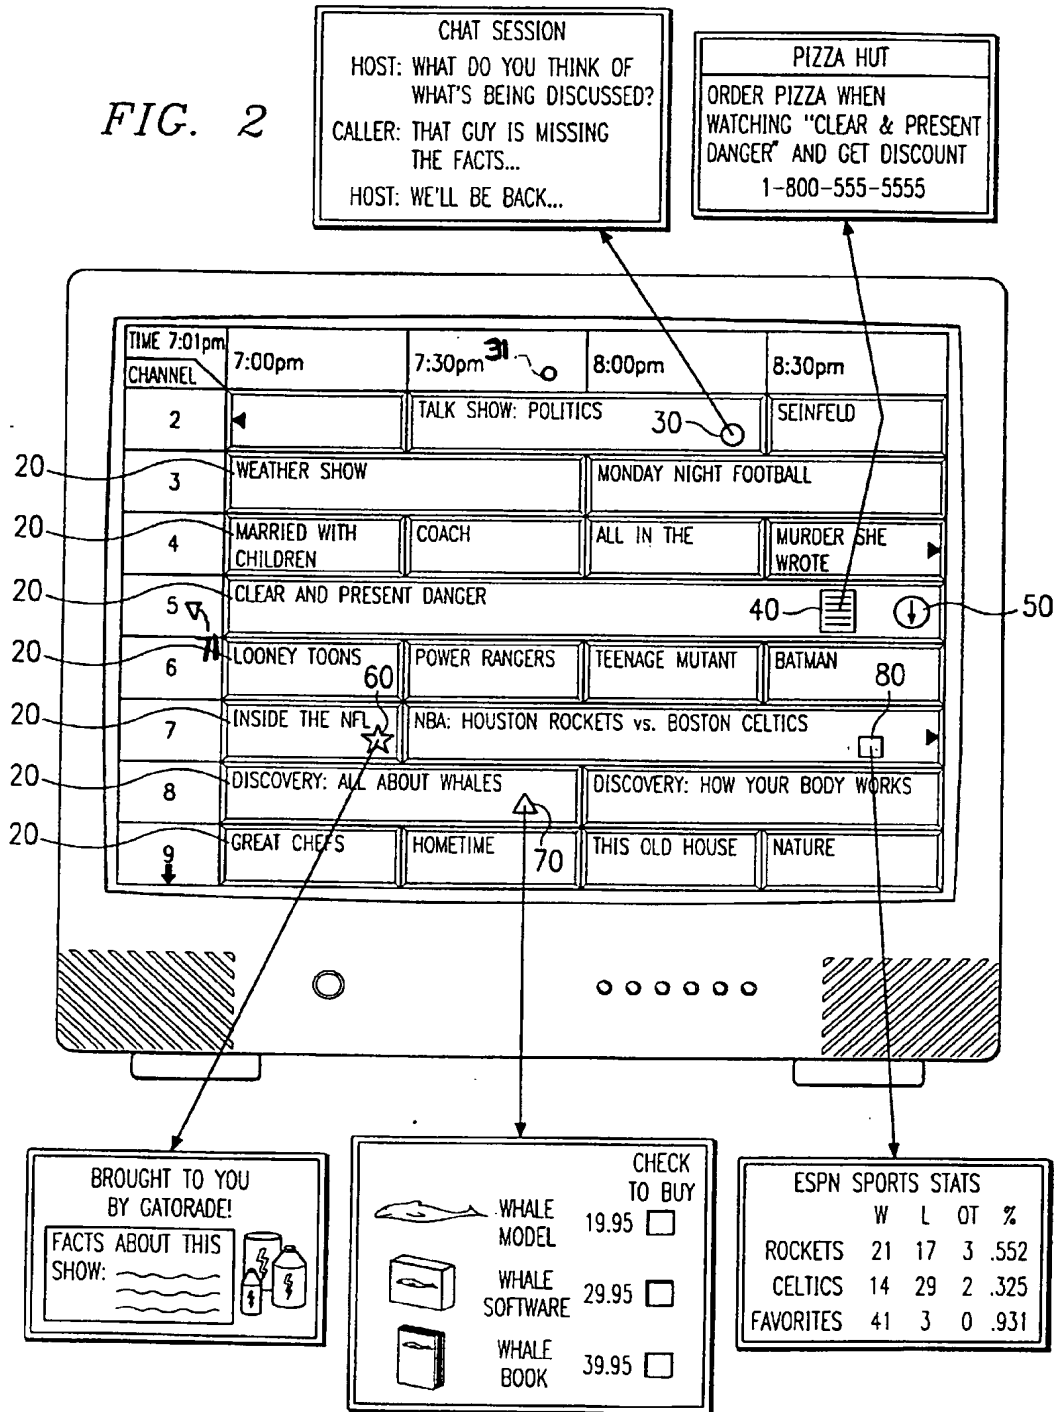 FIG. 2
CHAT SESSION
HOST: WHAT DO YOU THINK OF
WHAT'S BEING DISCUSSED?
CALLER: THAT GUY IS MISSING
THE FACTS...
HOST: WE'LL BE BACK...
PIZZA HUT
ORDER PIZZA WHEN
WATCHING "CLEAR & PRESENT
DANGER" AND GET DISCOUNT
1-800-555-5555
TIME 7:01pm
CHANNEL
7:00pm
7:30pm
31
8:00pm
8:30pm
2
TALK SHOW: POLITICS
30
SEINFELD
20
3
WEATHER SHOW
MONDAY NIGHT FOOTBALL
20
4
MARRIED WITH
CHILDREN
COACH
ALL IN THE
MURDER SHE
WROTE
20
5
CLEAR AND PRESENT DANGER
40
50
20
6
LOONEY TOONS
60
POWER RANGERS
TEENAGE MUTANT
BATMAN
80
20
7
INSIDE THE NFL
NBA: HOUSTON ROCKETS vs. BOSTON CELTICS
20
8
DISCOVERY: ALL ABOUT WHALES
70
DISCOVERY: HOW YOUR BODY WORKS
20
9
GREAT CHEFS
HOMETIME
THIS OLD HOUSE
NATURE
BROUGHT TO YOU
BY GATORADE!
FACTS ABOUT THIS
SHOW:
CHECK
TO BUY
WHALE
MODEL
19.95
WHALE
SOFTWARE
29.95
WHALE
BOOK
39.95
ESPN SPORTS STATS
W L OT %
ROCKETS 21 17 3 .552
CELTICS 14 29 2 .325
FAVORITES 41 3 0 .931